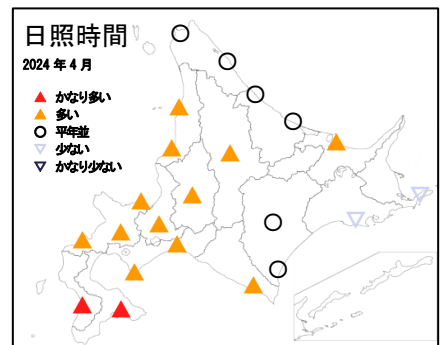 日照時間
2024 年 4 月
かなり多い
多い
平年並
少ない
かなり少ない